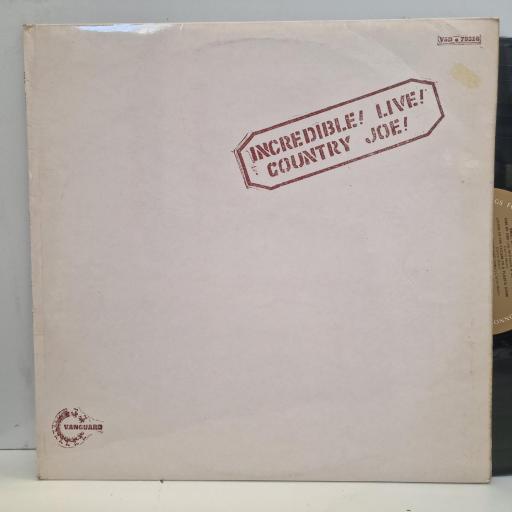 VSD • 79316
INCREDIBLE! LIVE!
COUNTRY JOE!
VANGUARD